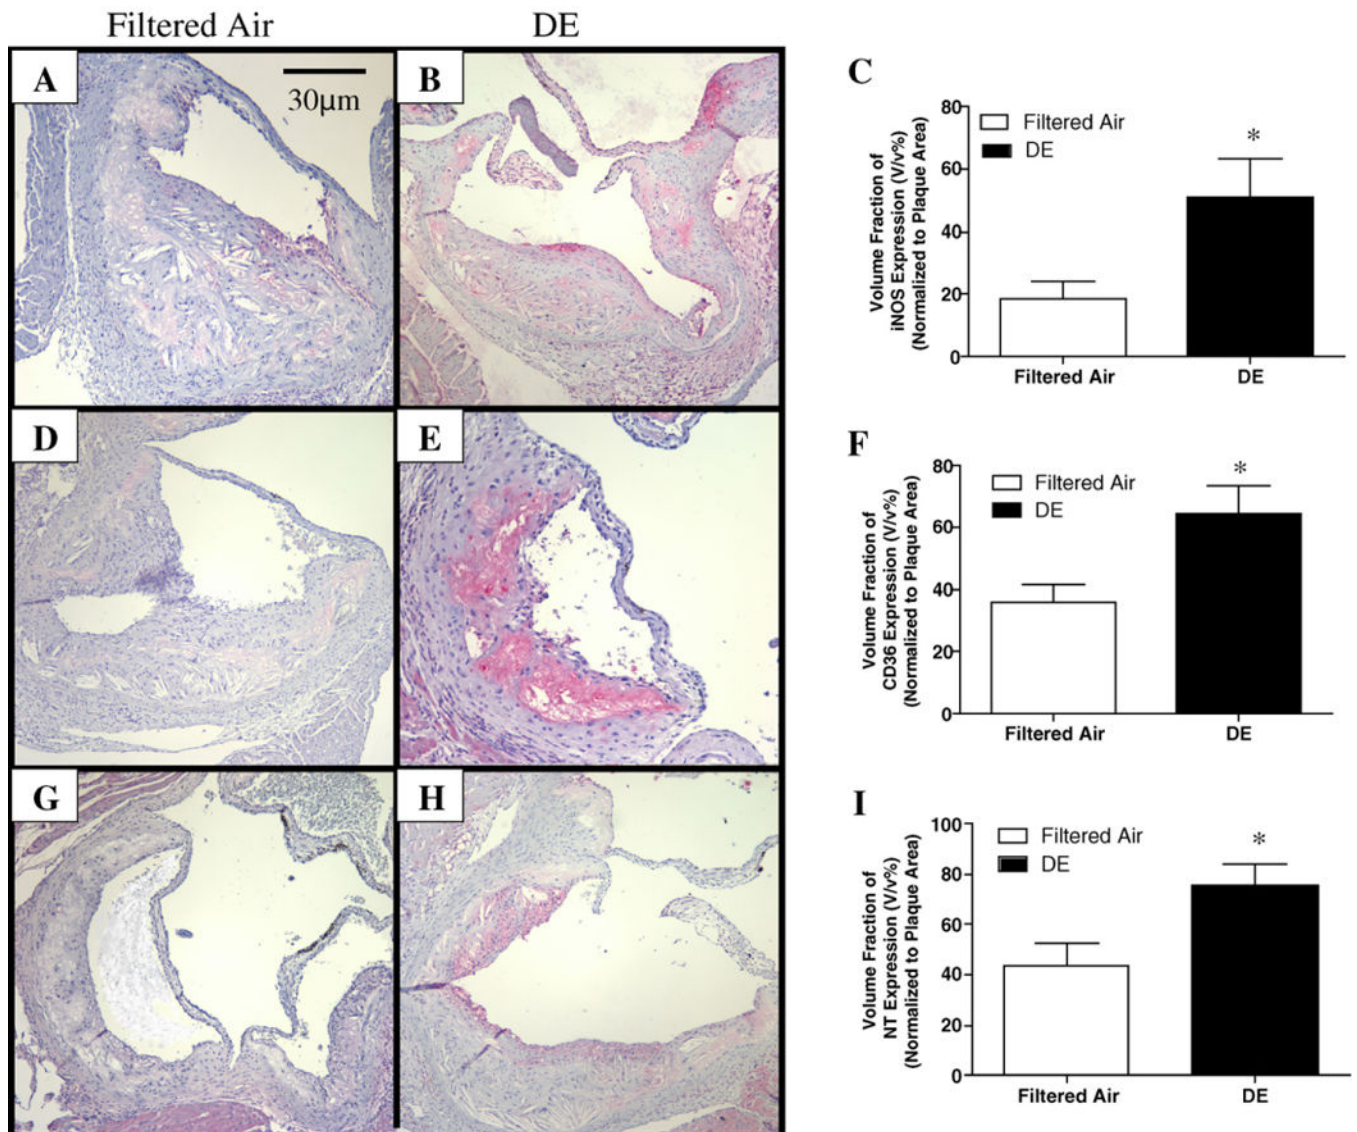 Filtered Air
DE
A
30µm
B
D
E
G
H
C
Volume Fraction of
iNOS Expression (V/v%)
(Normalized to Plaque Area)
80
60
40
20
0
Filtered Air
DE
*
Filtered Air
DE
F
Volume Fraction of
CD36 Expression (V/v%)
(Normalized to Plaque Area)
80
60
40
20
0
Filtered Air
DE
*
Filtered Air
DE
I
Volume Fraction of
NT Expression (V/v%)
(Normalized to Plaque Area)
100
80
60
40
20
0
Filtered Air
DE
*
Filtered Air
DE